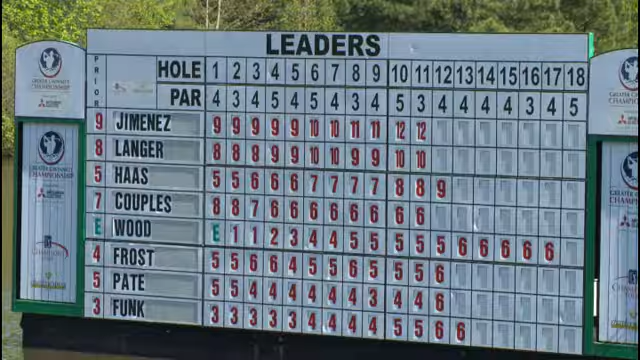 LEADERS
PRIOR
HOLE 1 2 3 4 5 6 7 8 9 10 11 12 13 14 15 16 17 18
PAR 4 3 4 5 4 5 4 3 4 5 3 4 4 4 4 3 4 5
9 JIMENEZ 9 9 9 9 10 10 10 11 11 12 12
8 LANGER 8 8 8 9 9 10 10 9 9 10 10
5 HAAS 5 5 6 6 6 7 7 7 7 8 8 9
7 COUPLES 8 8 7 6 6 6 6 6 6 6 6
E WOOD E 1 1 2 3 4 4 5 5 5 5 5 6 6 6 6 6
4 FROST 5 5 6 4 4 5 5 6 5 5 5 6
5 PATE 5 5 4 4 4 4 4 4 3 4 4 6
3 FUNK 3 3 3 3 3 3 4 4 4 5 5 6 6